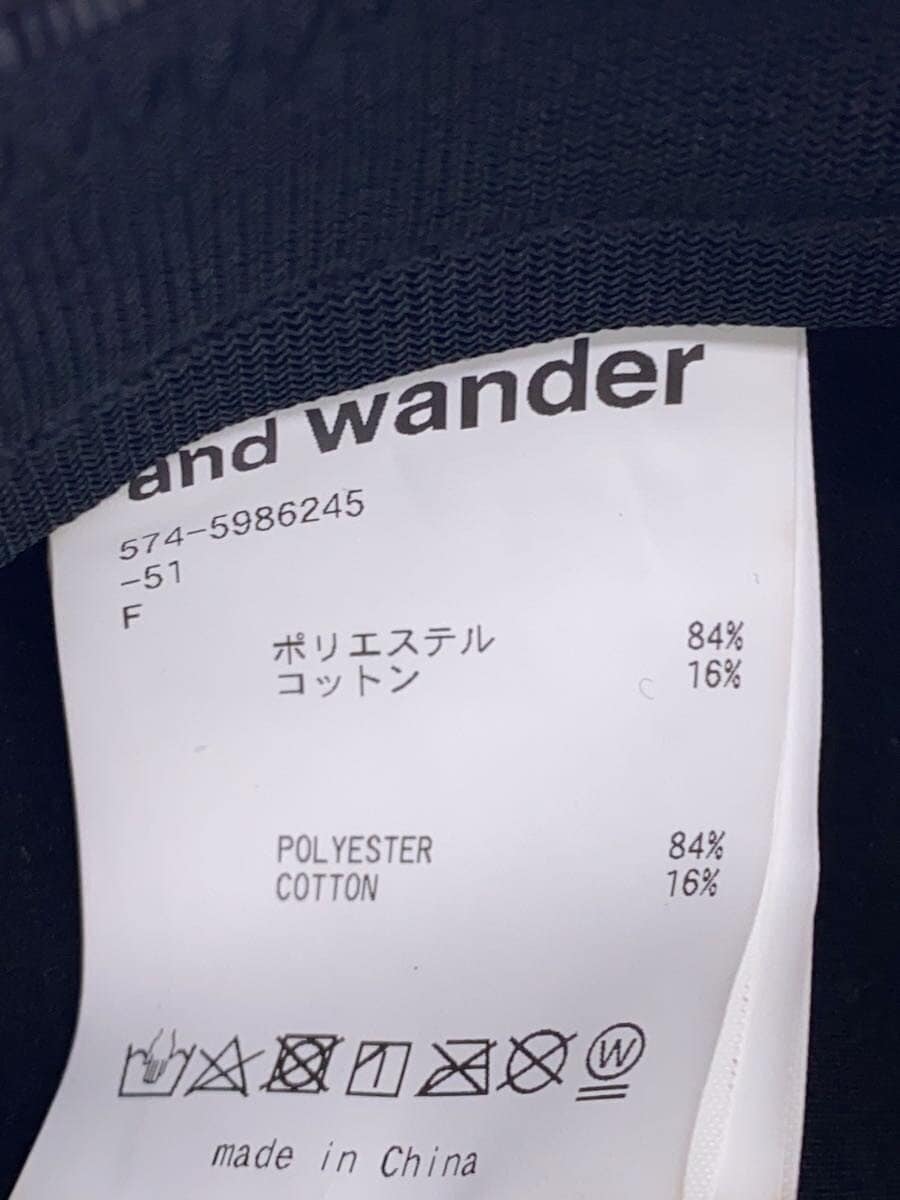 and wander
574-5986245
-51
F
ポリエステル 84%
コットン 16%
POLYESTER 84%
COTTON 16%
W
made in China